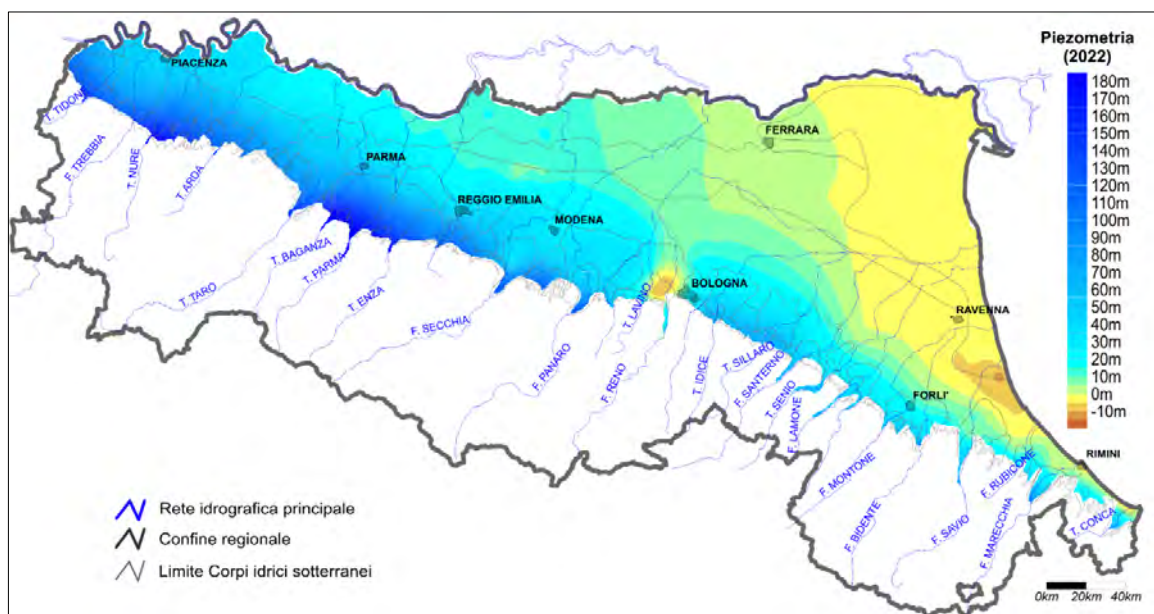 Piezometria
(2022)
180m
170m
160m
150m
140m
130m
120m
110m
100m
90m
80m
70m
60m
50m
40m
30m
20m
10m
0m
-10m
PIACENZA
T. TIDONE
F. TREBBIA
T. NURE
T. ARDA
PARMA
REGGIO EMILIA
MODENA
FERRARA
BOLOGNA
RAVENNA
FORLI'
RIMINI
T. TARO
T. BAGANZA
T. PARMA
T. ENZA
F. SECCHIA
F. PANARO
T. LAVINO
F. RENO
T. IDICE
T. SILLARO
F. SANTERNO
T. SENIO
F. LAMONE
F. MONTONE
F. BIDENTE
F. SAVIO
F. RUBICONE
F. MARECCHIA
T. CONCA
Rete idrografica principale
Confine regionale
Limite Corpi idrici sotterranei
0km 20km 40km